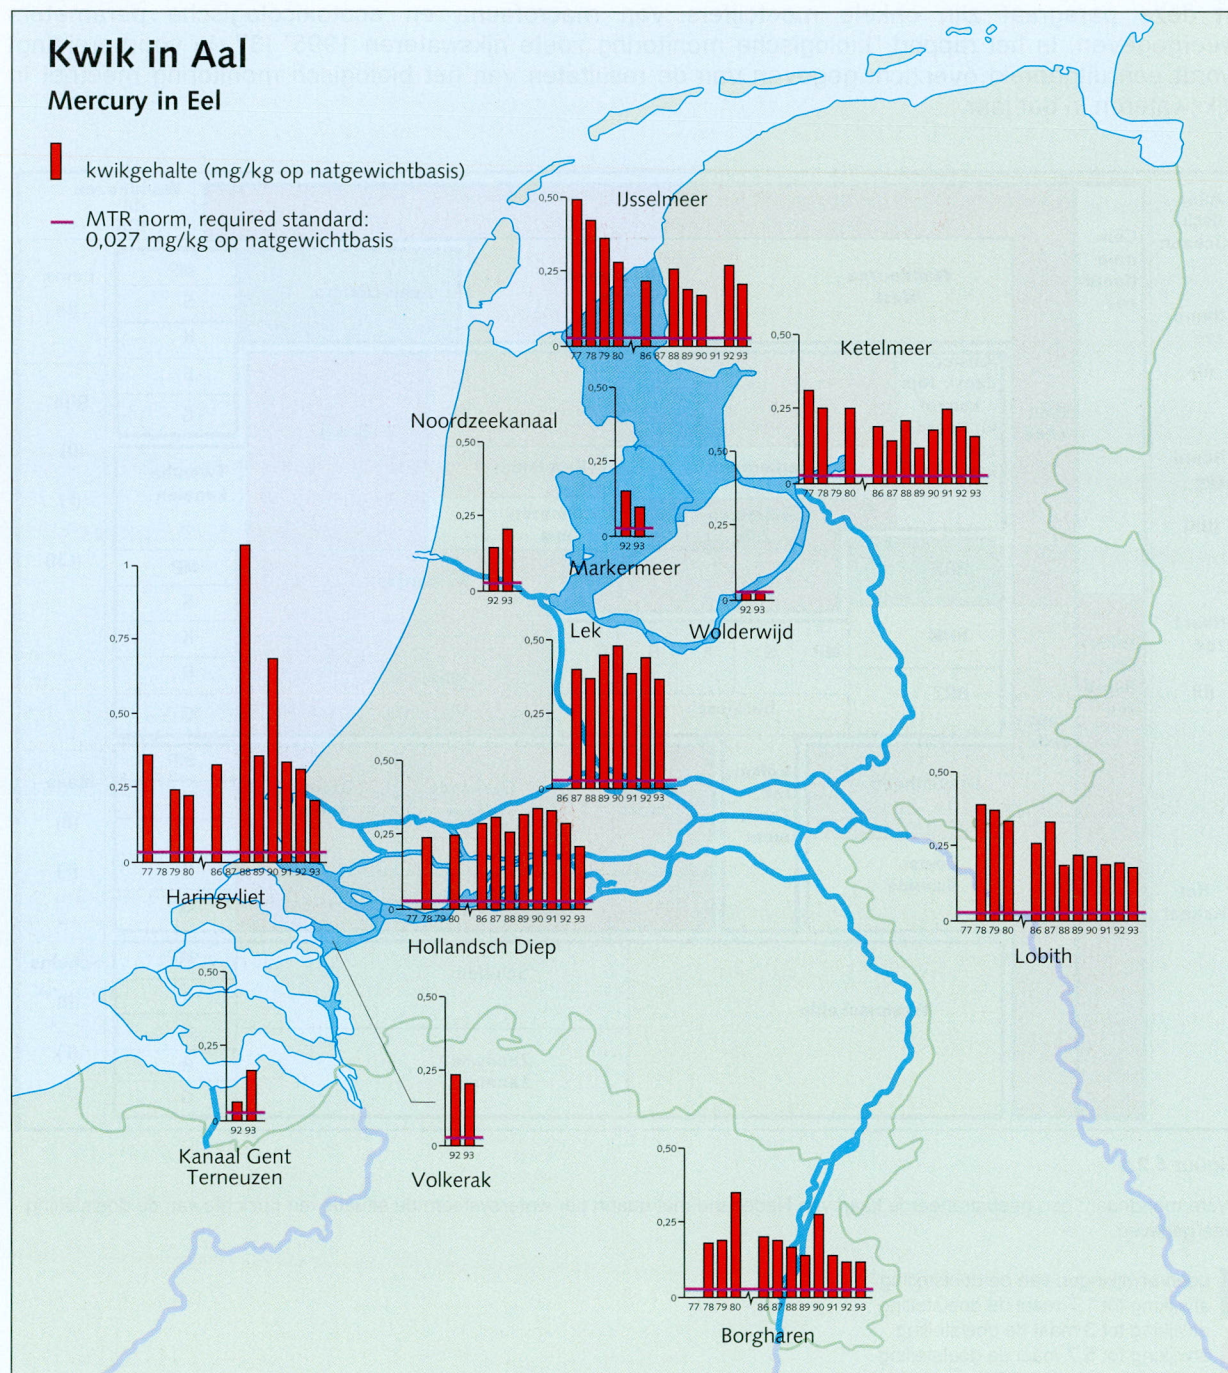 Kwik in Aal
Mercury in Eel
kwikgehalte (mg/kg op natgewichtbasis)
MTR norm, required standard:
0,027 mg/kg op natgewichtbasis
IJsselmeer
0,50
0,25
0
77 78 79 80 86 87 88 89 90 91 92 93
Ketelmeer
0,50
0,25
0
77 78 79 80 86 87 88 89 90 91 92 93
Noordzeekanaal
0,50
0,25
0
92 93
0,50
0,25
0
92 93
Markermeer
0,50
0,25
0
92 93
Wolderwijd
Lek
0,50
0,25
0
86 87 88 89 90 91 92 93
1
0,75
0,50
0,25
0
77 78 79 80 86 87 88 89 90 91 92 93
Haringvliet
0,50
0,25
0
77 78 79 80 86 87 88 89 90 91 92 93
Hollandsch Diep
0,50
0,25
0
77 78 79 80 86 87 88 89 90 91 92 93
Lobith
0,50
0,25
0
92 93
Kanaal Gent
Terneuzen
0,50
0,25
0
92 93
Volkerak
0,50
0,25
0
77 78 79 80 86 87 88 89 90 91 92 93
Borgharen